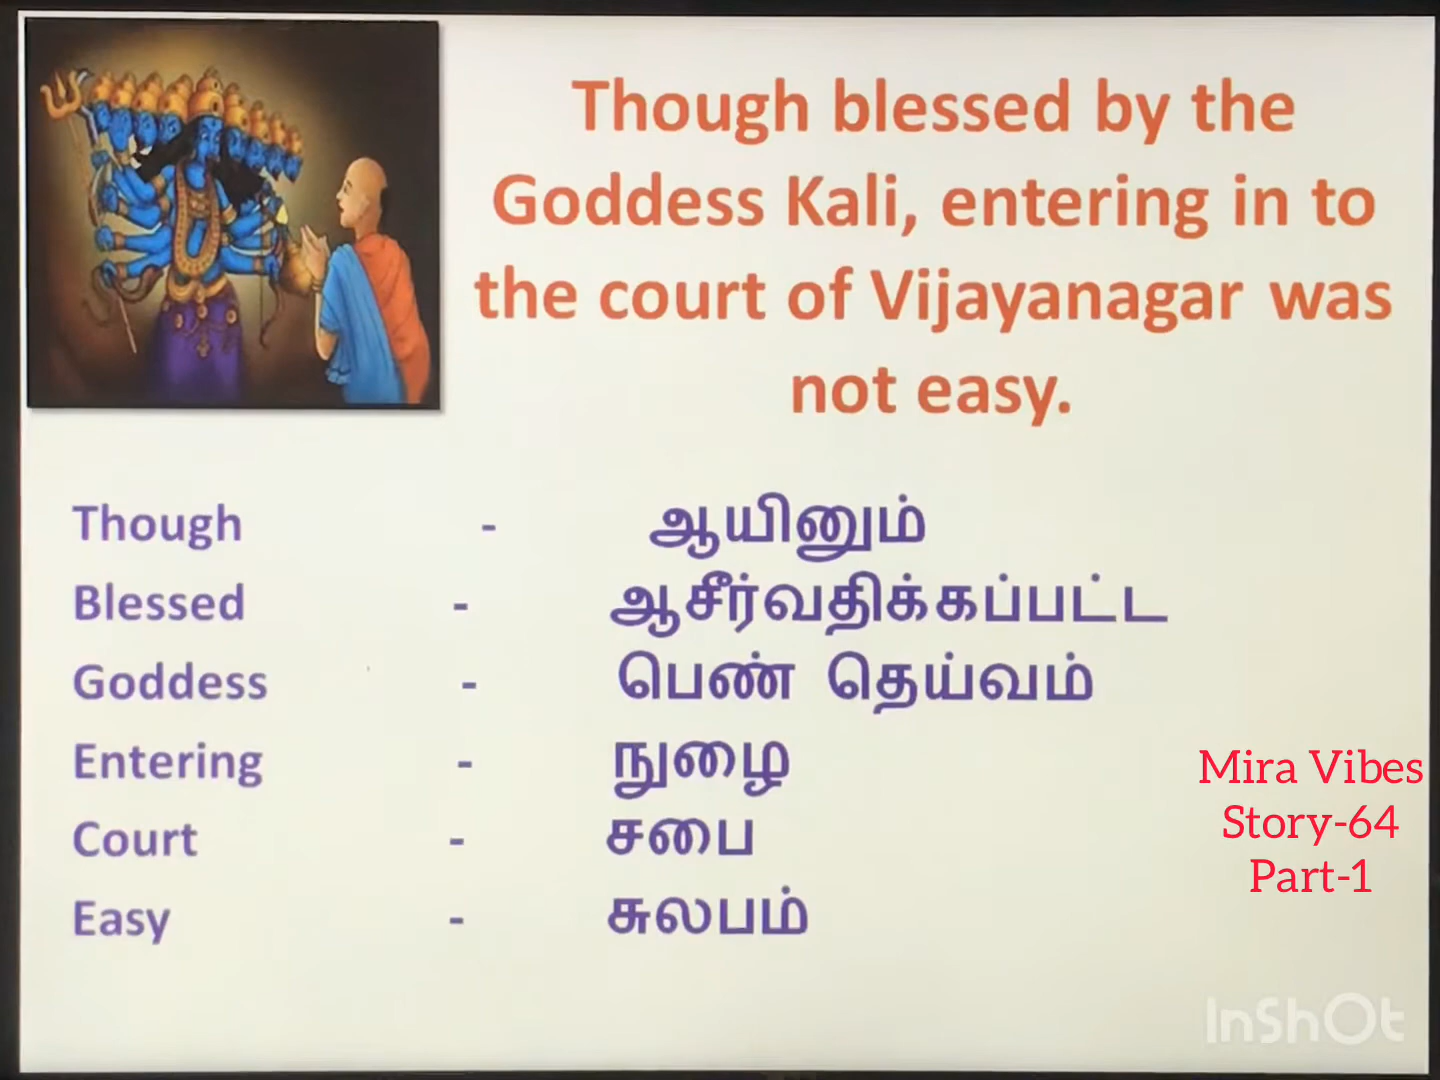 Though blessed by the
Goddess Kali, entering in to
the court of Vijayanagar was
not easy.
Though - ஆயினும்
Blessed - ஆசீர்வதிக்கப்பட்ட
Goddess - பெண் தெய்வம்
Entering - நுழை
Court - சபை
Easy - சுலபம்
Mira Vibes
Story-64
Part-1
InShOt